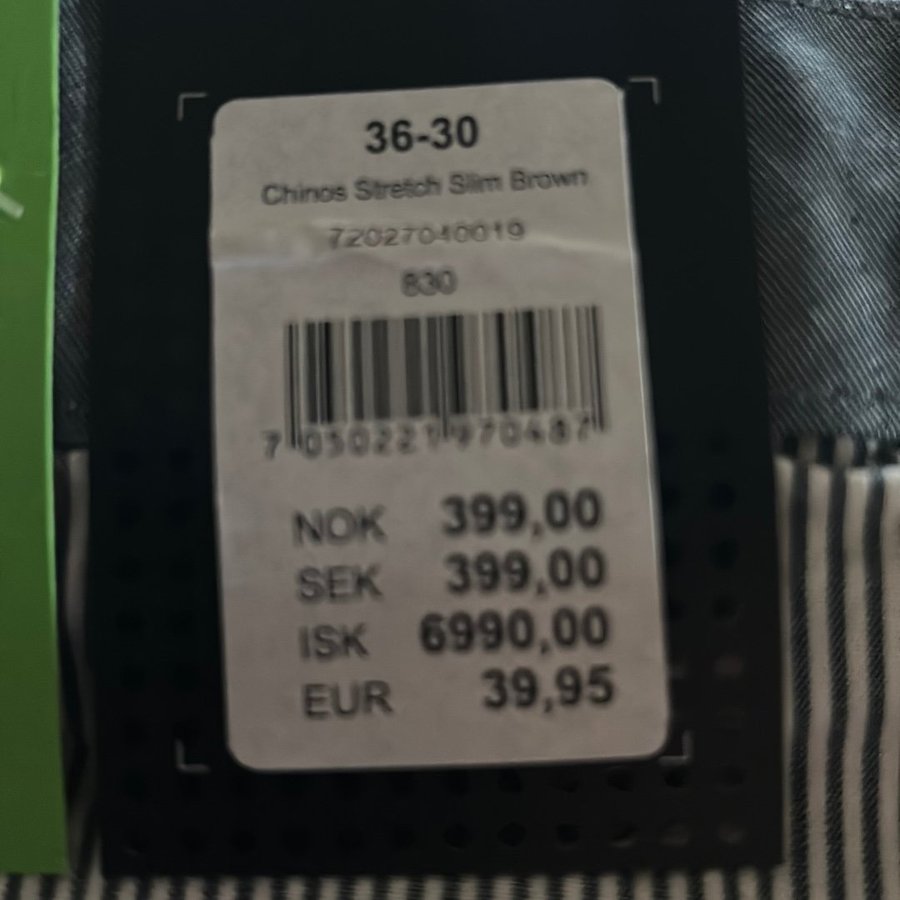 36-30
Chinos Stretch Slim Brown
72027040019
830
7 050221 970487
NOK 399,00
SEK 399,00
ISK 6990,00
EUR 39,95